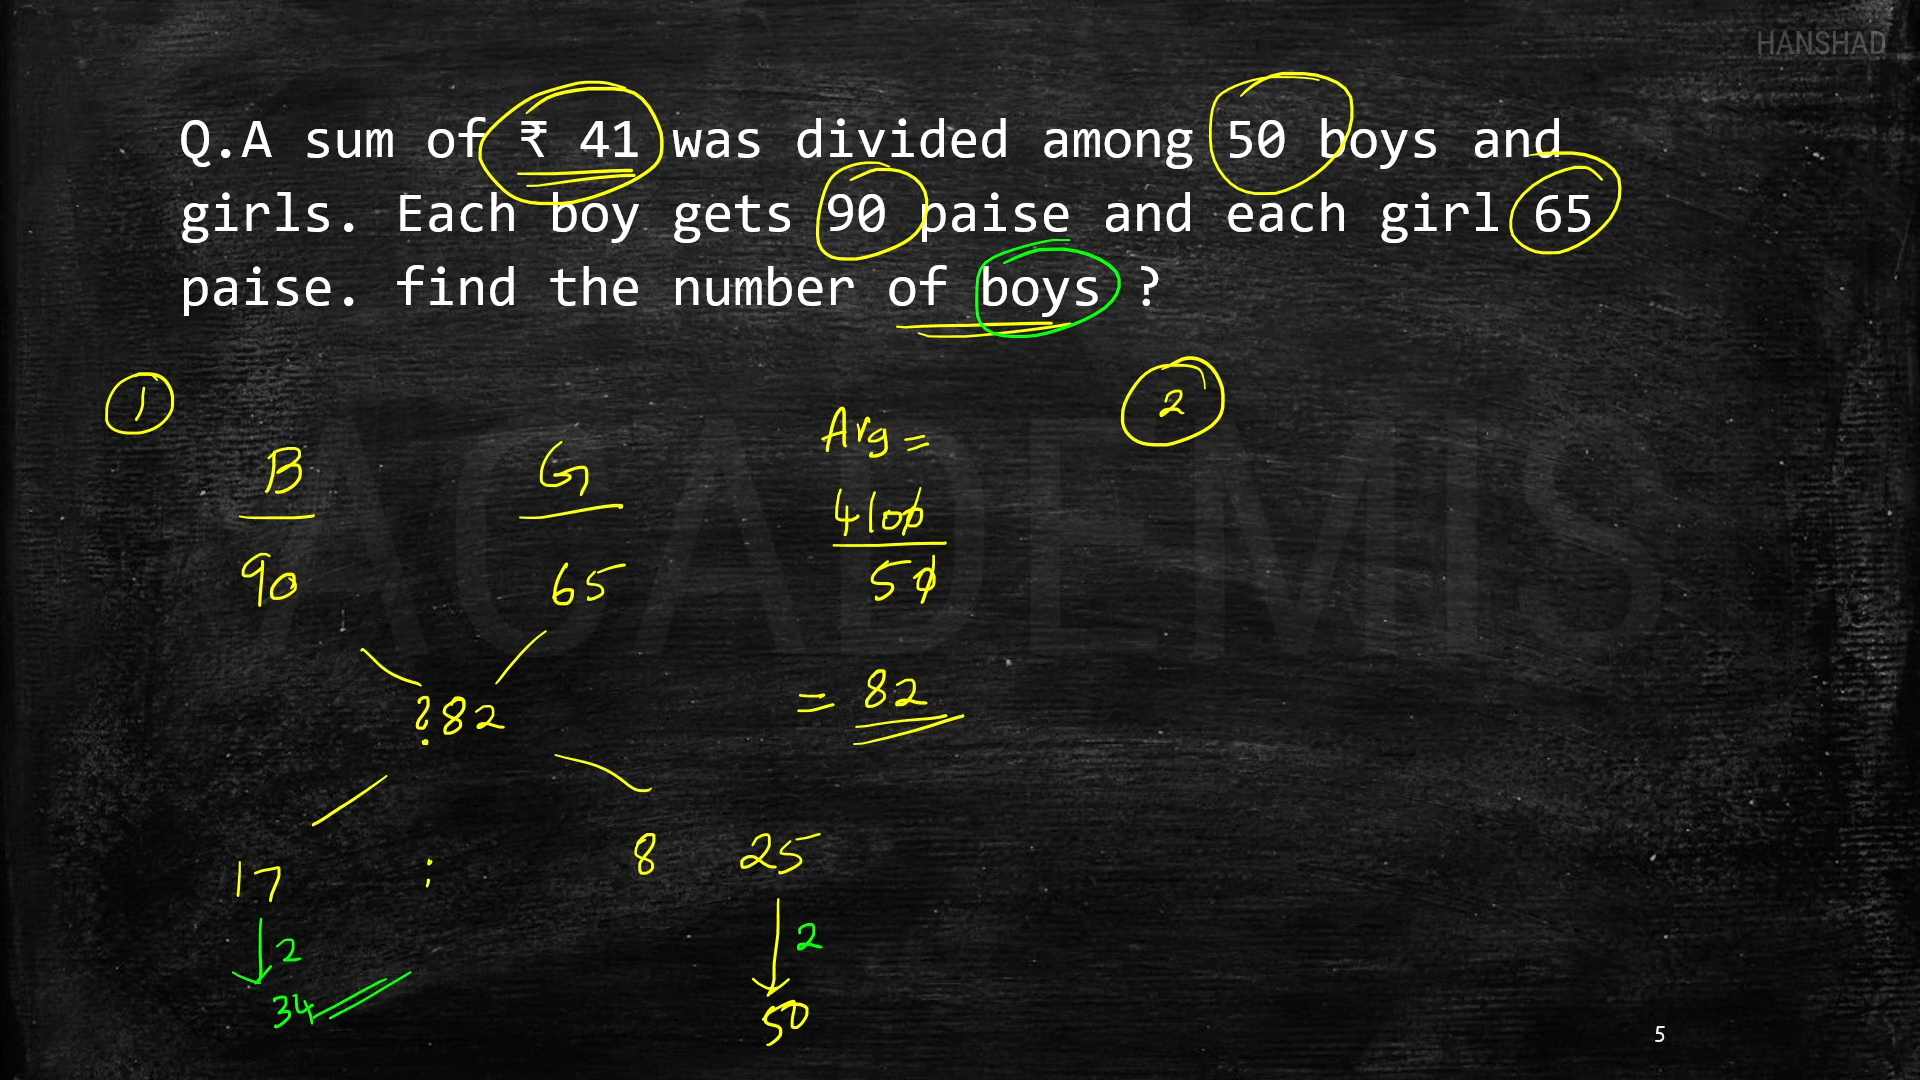 HANSHAD
Q.A sum of ₹ 41 was divided among 50 boys and
girls. Each boy gets 90 paise and each girl 65
paise. find the number of boys ?
1
2
B G Avg =
4100
90 65 50
?82 = 82
17 : 8 25
2 2
34 50
ACADEMIS
5